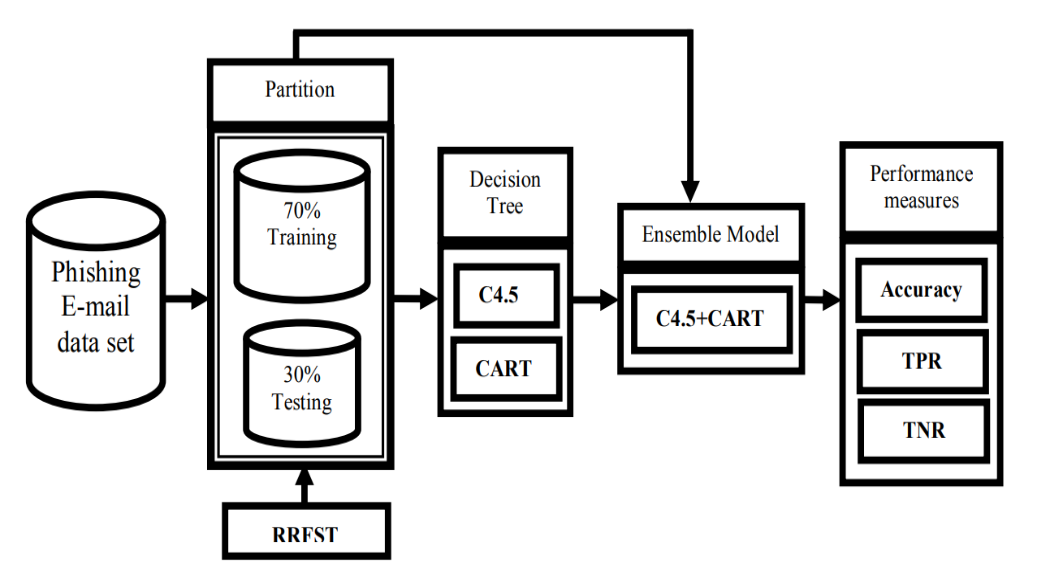 Partition
70%
Training
30%
Testing
Phishing
E-mail
data set
RRFST
Decision
Tree
C4.5
CART
Ensemble Model
C4.5+CART
Performance
measures
Accuracy
TPR
TNR